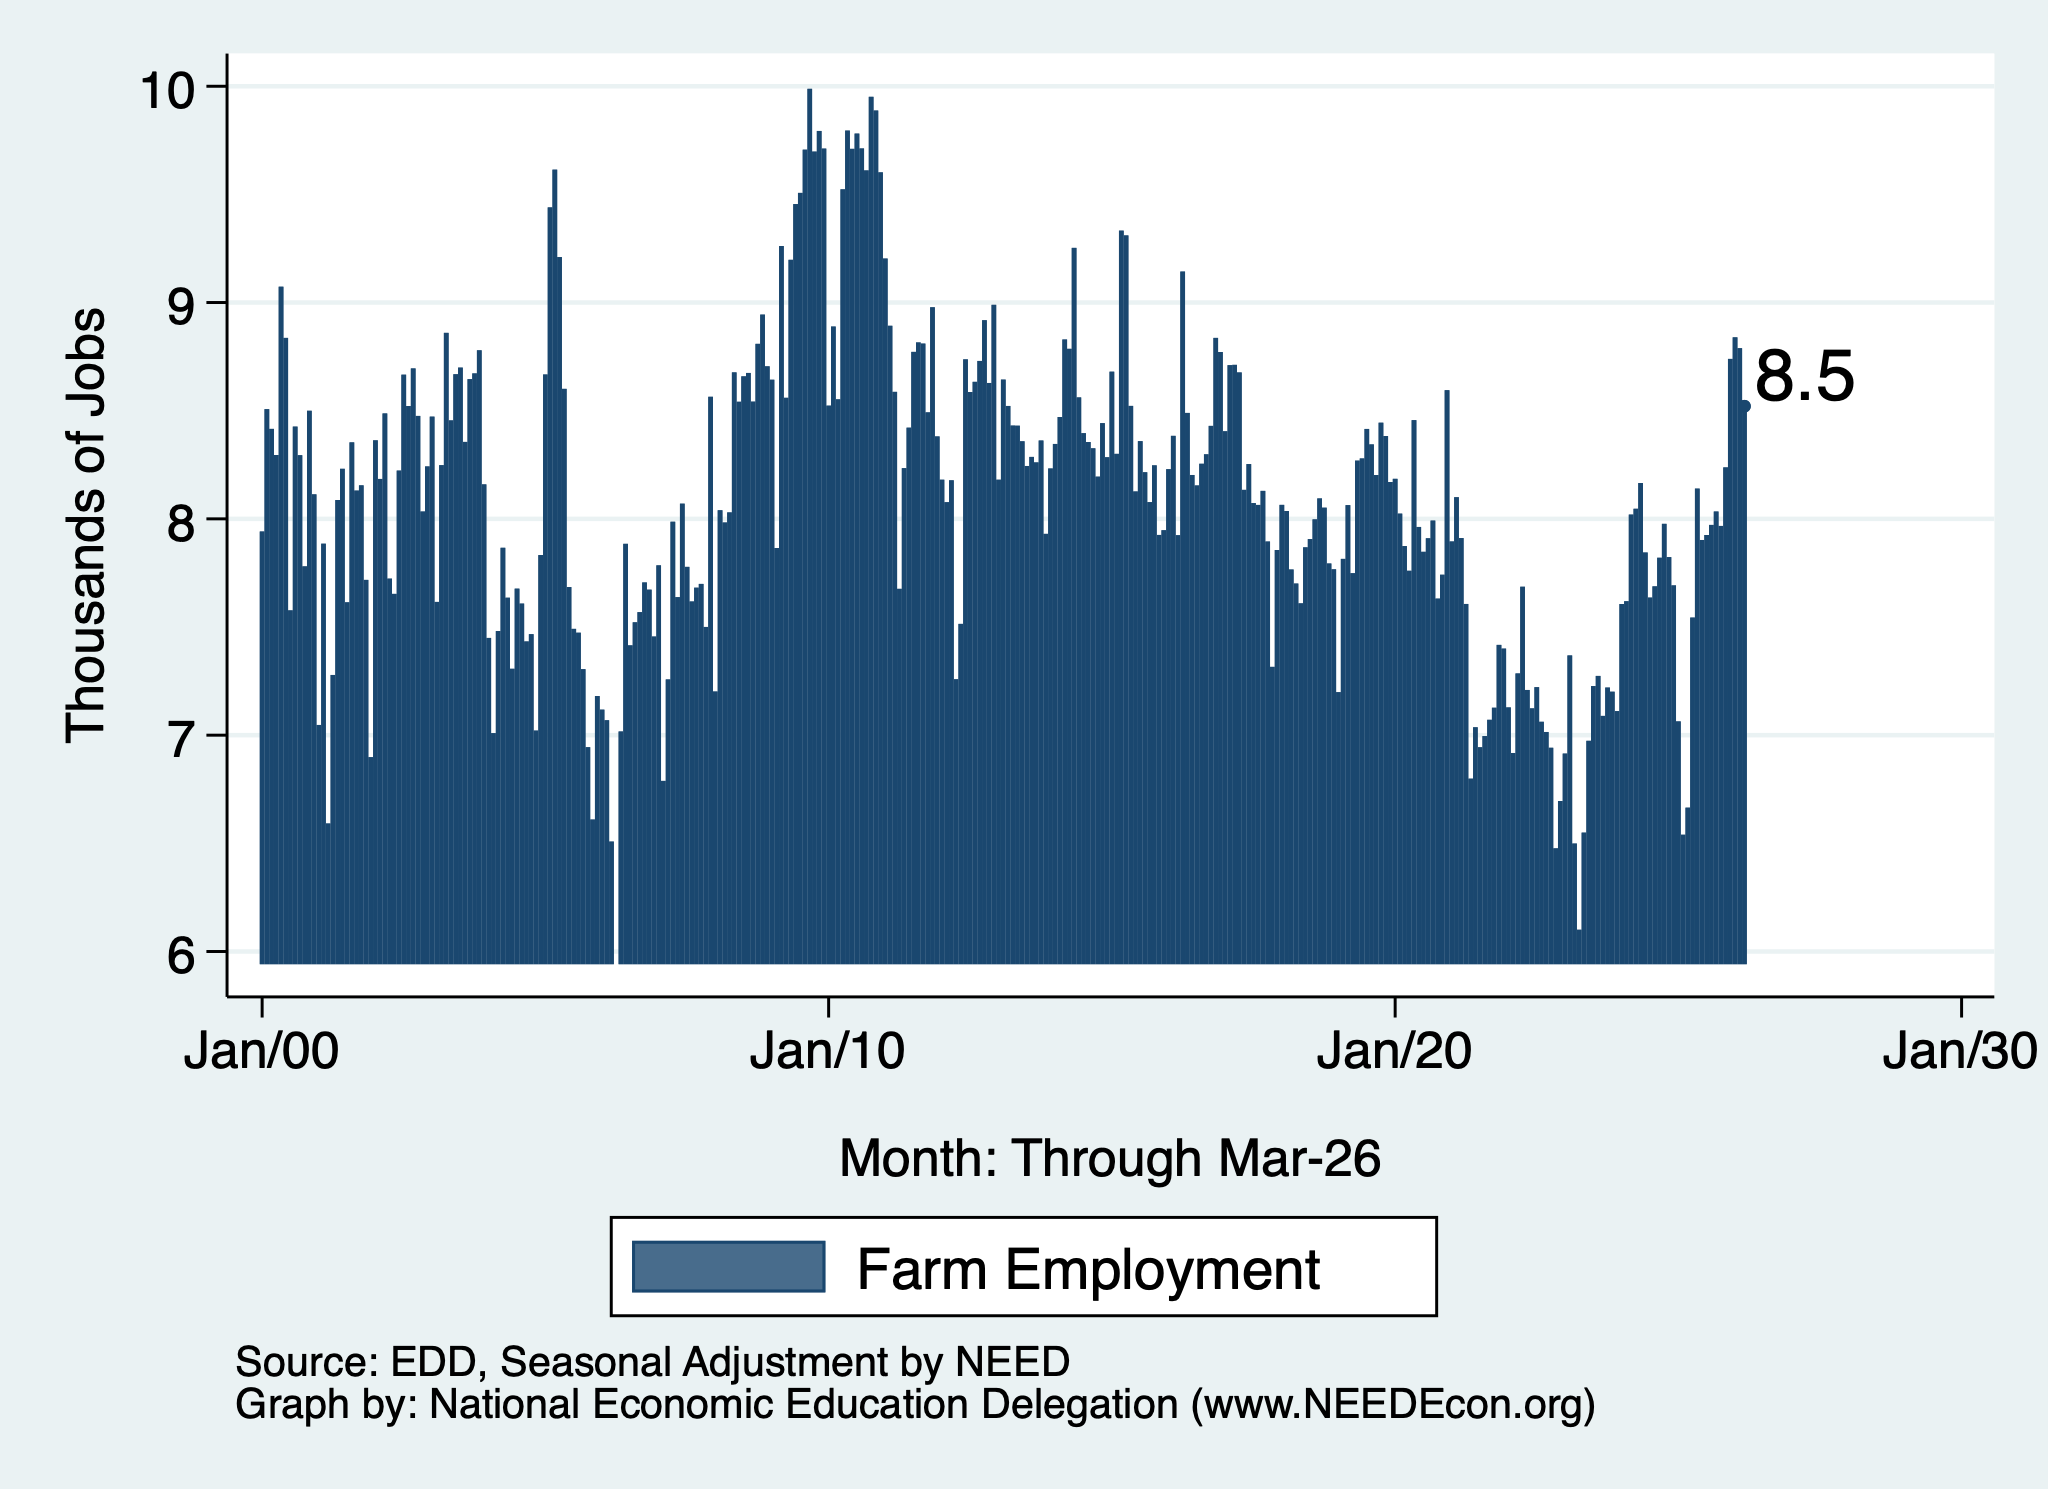 10
9
8
7
6
Thousands of Jobs
8.5
Jan/00 Jan/10 Jan/20 Jan/30
Month: Through Mar-26
Farm Employment
Source: EDD, Seasonal Adjustment by NEED
Graph by: National Economic Education Delegation (www.NEEDEcon.org)